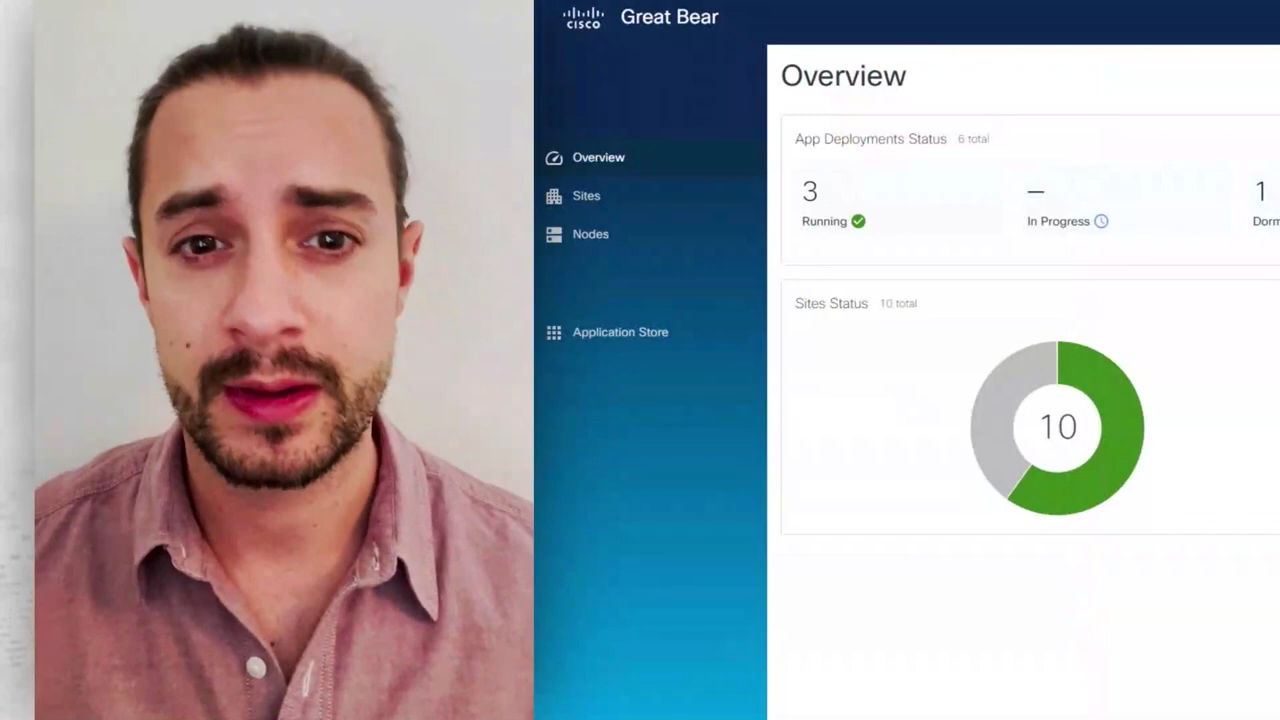 CISCO
Great Bear
Overview
Sites
Nodes
Application Store
Overview
App Deployments Status 6 total
3
Running
—
In Progress
1
Dorm
Sites Status 10 total
10